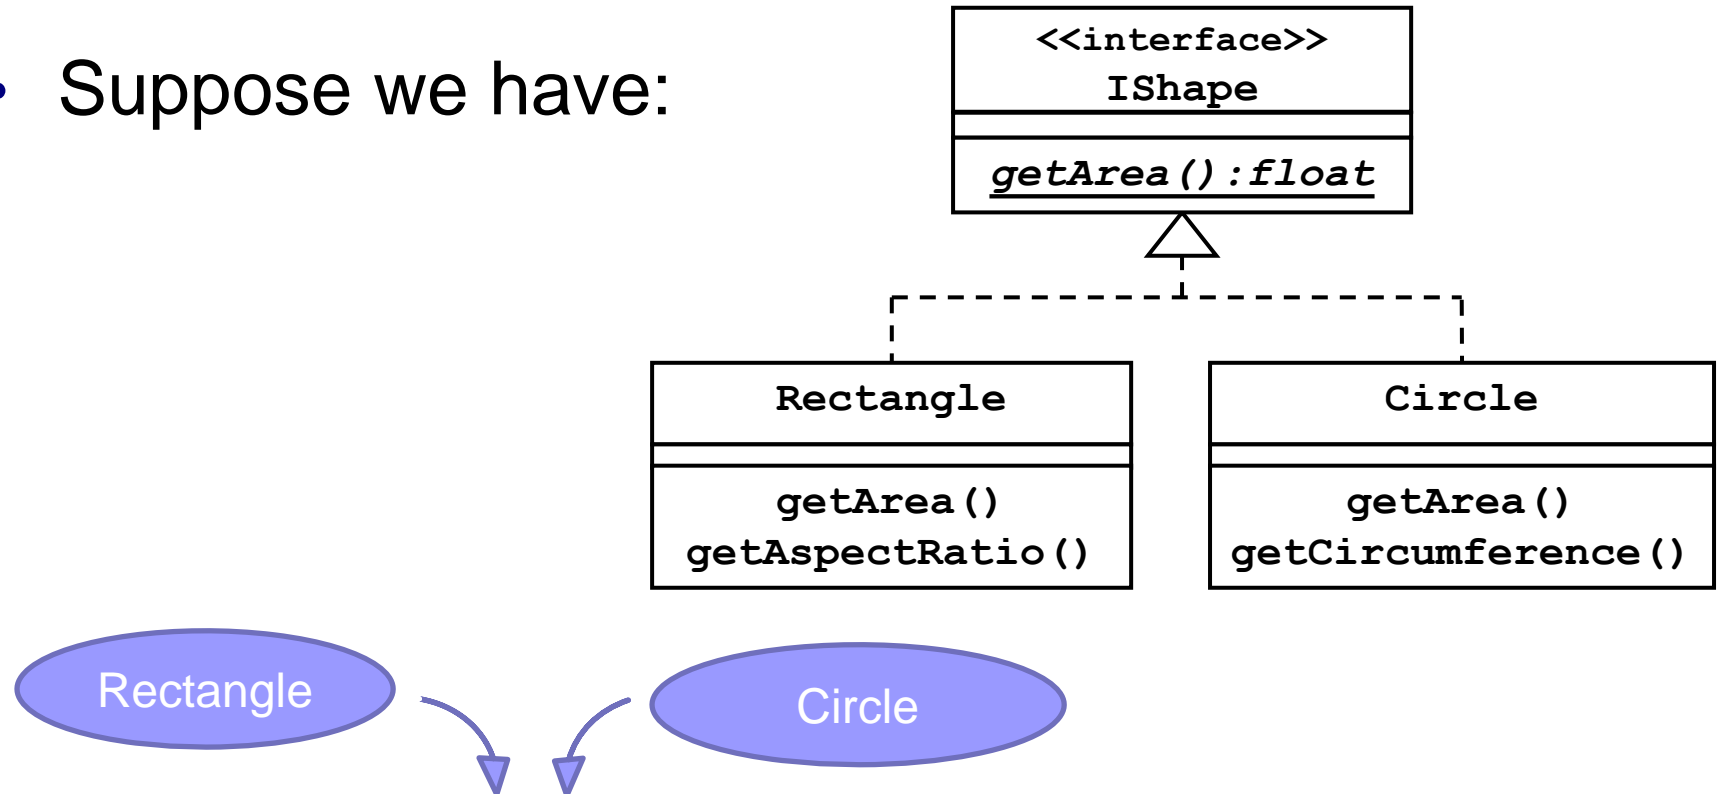 • Suppose we have:
<<interface>>
IShape
getArea():float
Rectangle
getArea()
getAspectRatio()
Circle
getArea()
getCircumference()
Rectangle
Circle